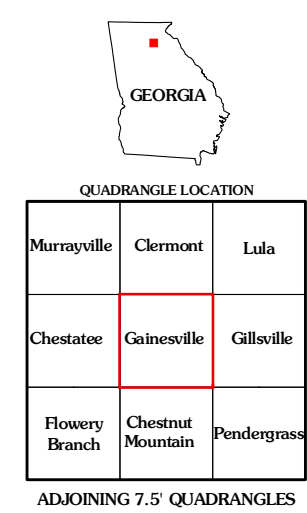 GEORGIA
QUADRANGLE LOCATION
Murrayville
Clermont
Lula
Chestatee
Gainesville
Gillsville
Flowery
Branch
Chestnut
Mountain
Pendergrass
ADJOINING 7.5' QUADRANGLES